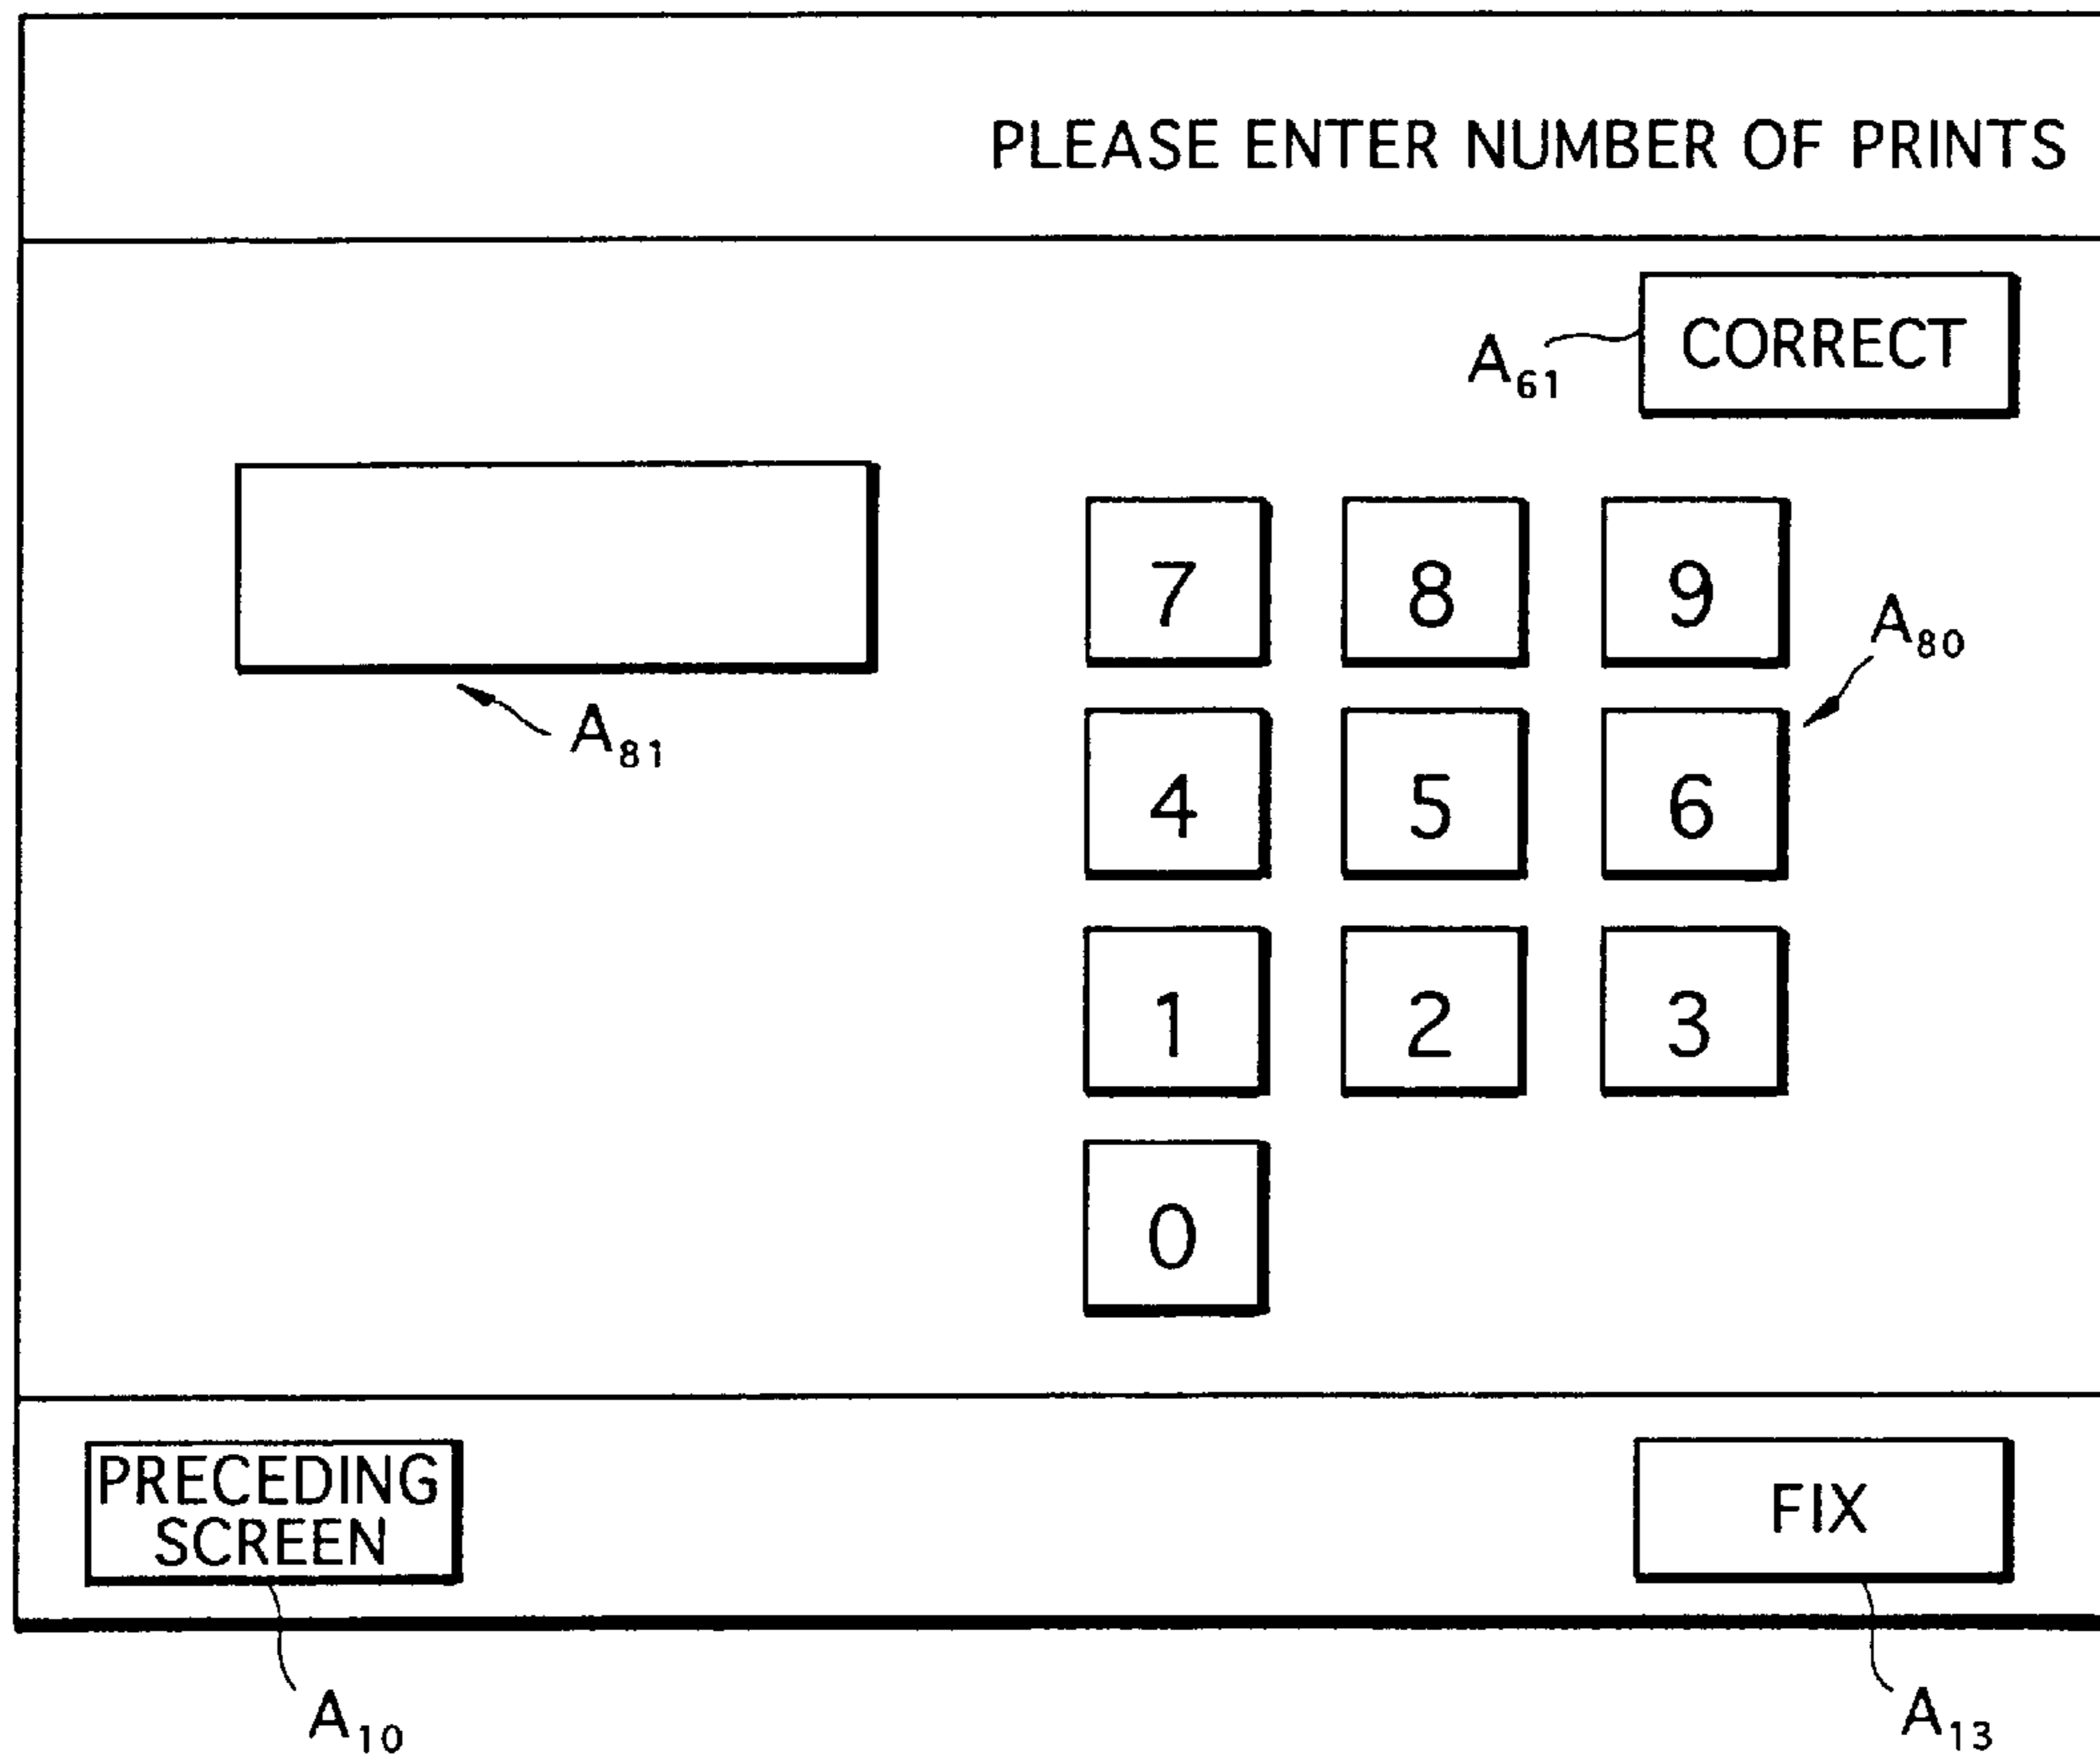 PLEASE ENTER NUMBER OF PRINTS
CORRECT
A61
7 8 9
A80
A81
4 5 6
1 2 3
0
PRECEDING
SCREEN
FIX
A10
A13